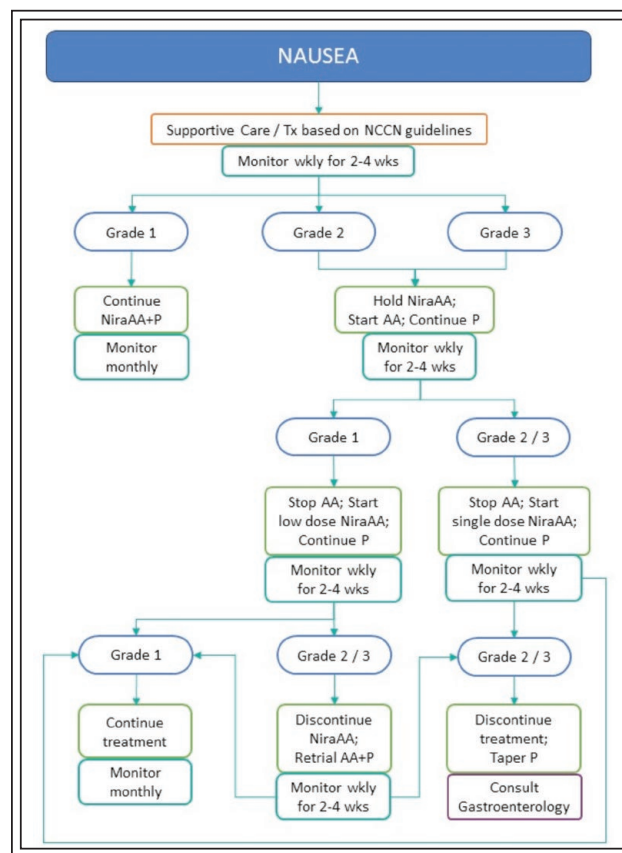 NAUSEA
Supportive Care / Tx based on NCCN guidelines
Monitor wkly for 2-4 wks
Grade 1
Grade 2
Grade 3
Continue
NiraAA+P
Monitor
monthly
Hold NiraAA;
Start AA; Continue P
Monitor wkly
for 2-4 wks
Grade 1
Grade 2 / 3
Stop AA; Start
low dose NiraAA;
Continue P
Monitor wkly
for 2-4 wks
Stop AA; Start
single dose NiraAA;
Continue P
Monitor wkly
for 2-4 wks
Grade 1
Grade 2 / 3
Grade 2 / 3
Continue
treatment
Monitor
monthly
Discontinue
NiraAA;
Retrial AA+P
Monitor wkly
for 2-4 wks
Discontinue
treatment;
Taper P
Consult
Gastroenterology